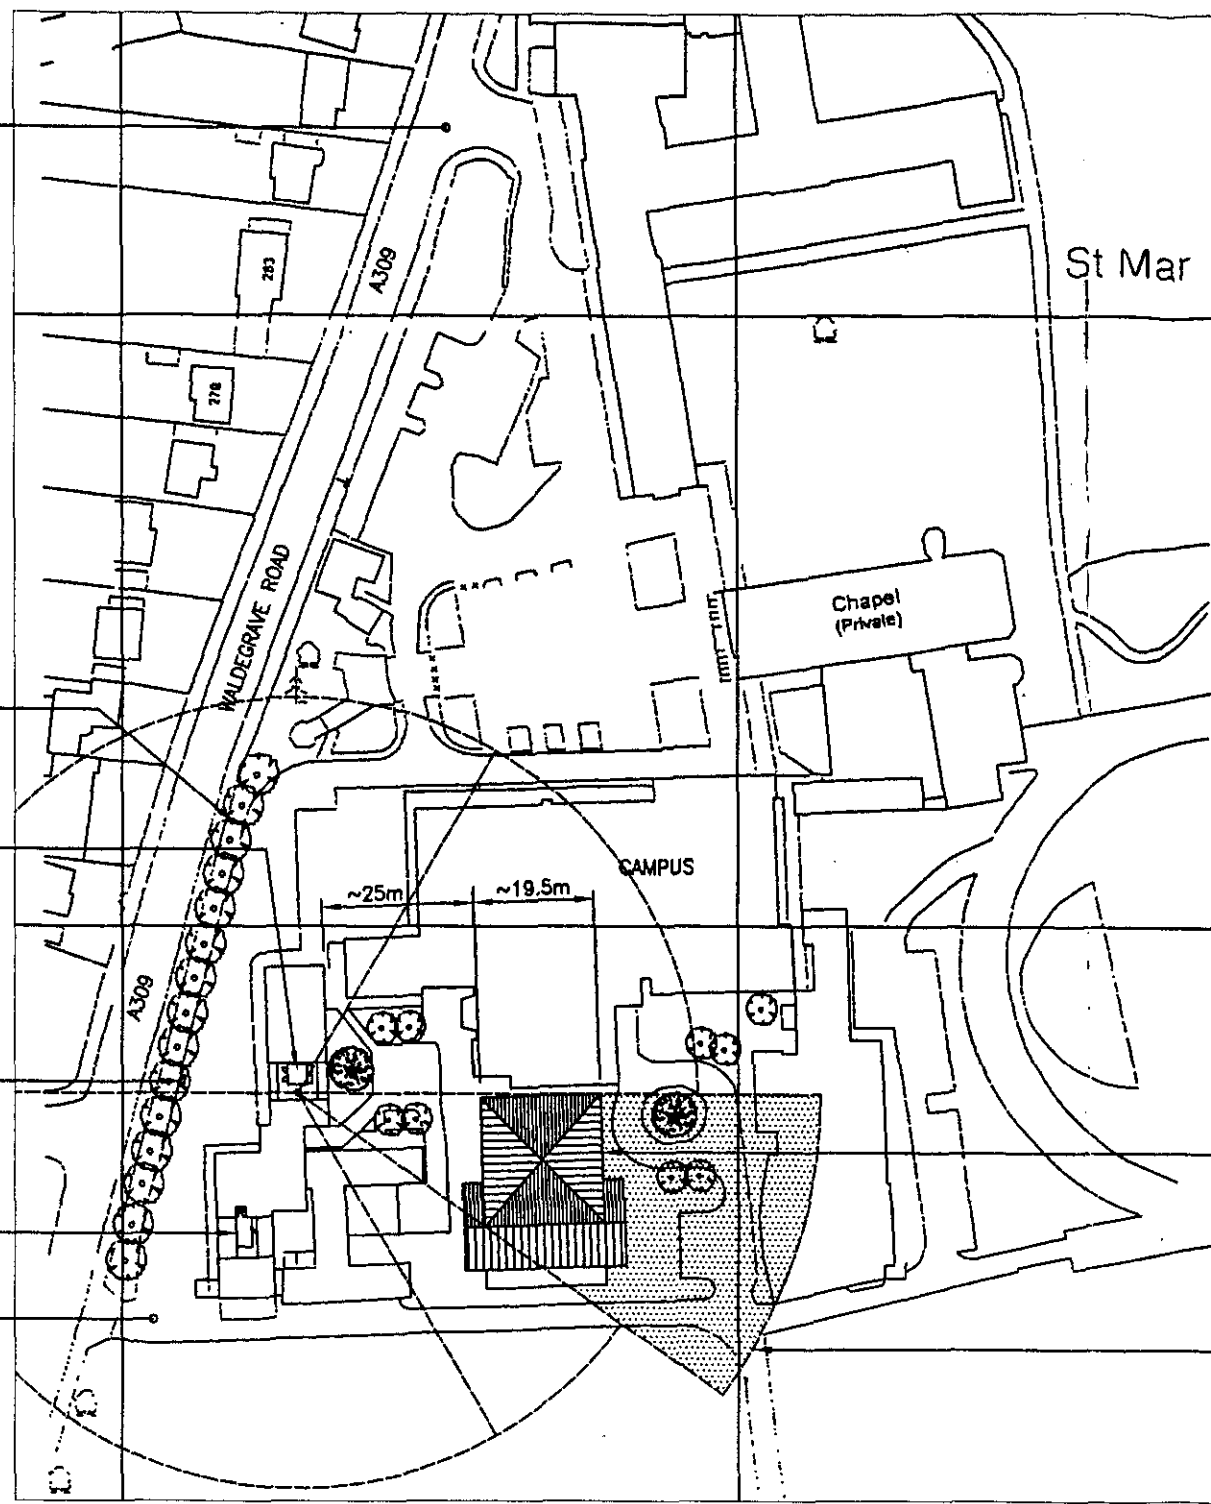 283
A309
St Mar
278
WALDEGRAVE ROAD
Chapel
(Private)
CAMPUS
~25m
~19.5m
A309